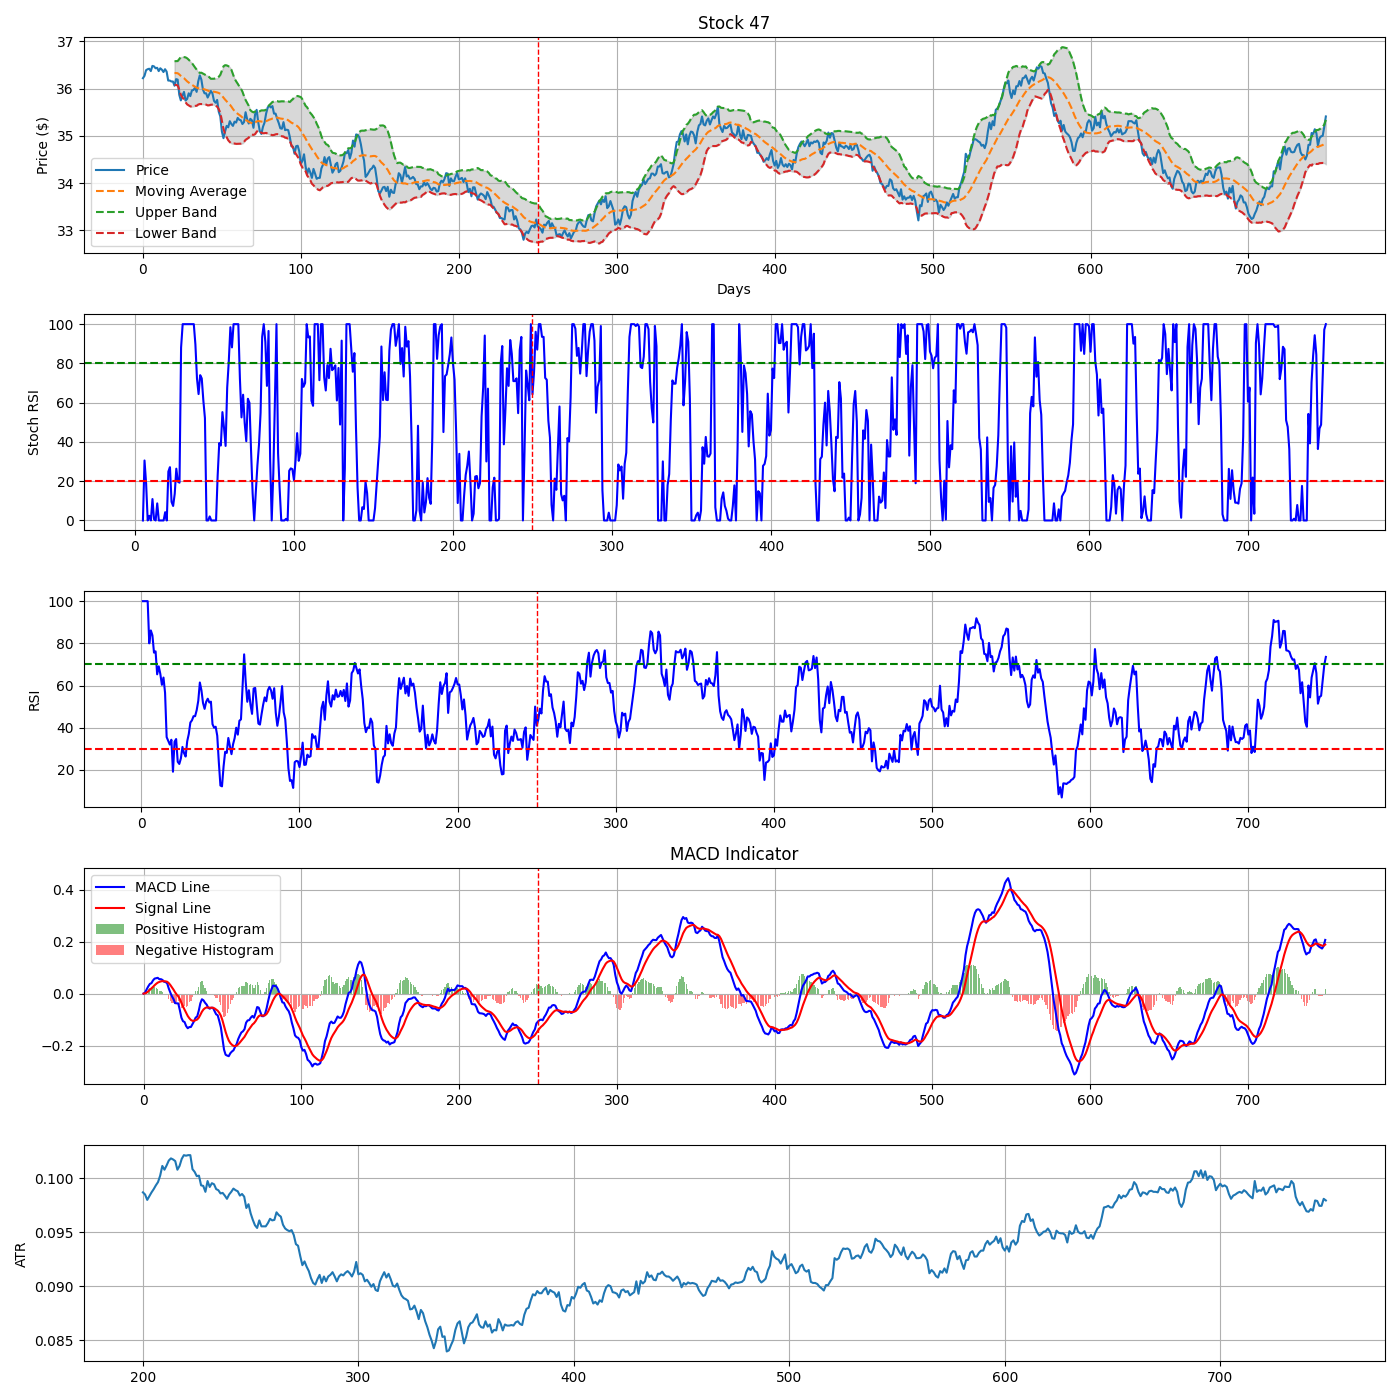 Stock 47
37
36
35
34
33
Price ($)
Price
Moving Average
Upper Band
Lower Band
0 100 200 300 400 500 600 700
Days
100
80
60
40
20
0
Stoch RSI
0 100 200 300 400 500 600 700
100
80
60
40
20
RSI
0 100 200 300 400 500 600 700
MACD Indicator
0.4
0.2
0.0
−0.2
MACD Line
Signal Line
Positive Histogram
Negative Histogram
0 100 200 300 400 500 600 700
0.100
0.095
0.090
0.085
ATR
200 300 400 500 600 700